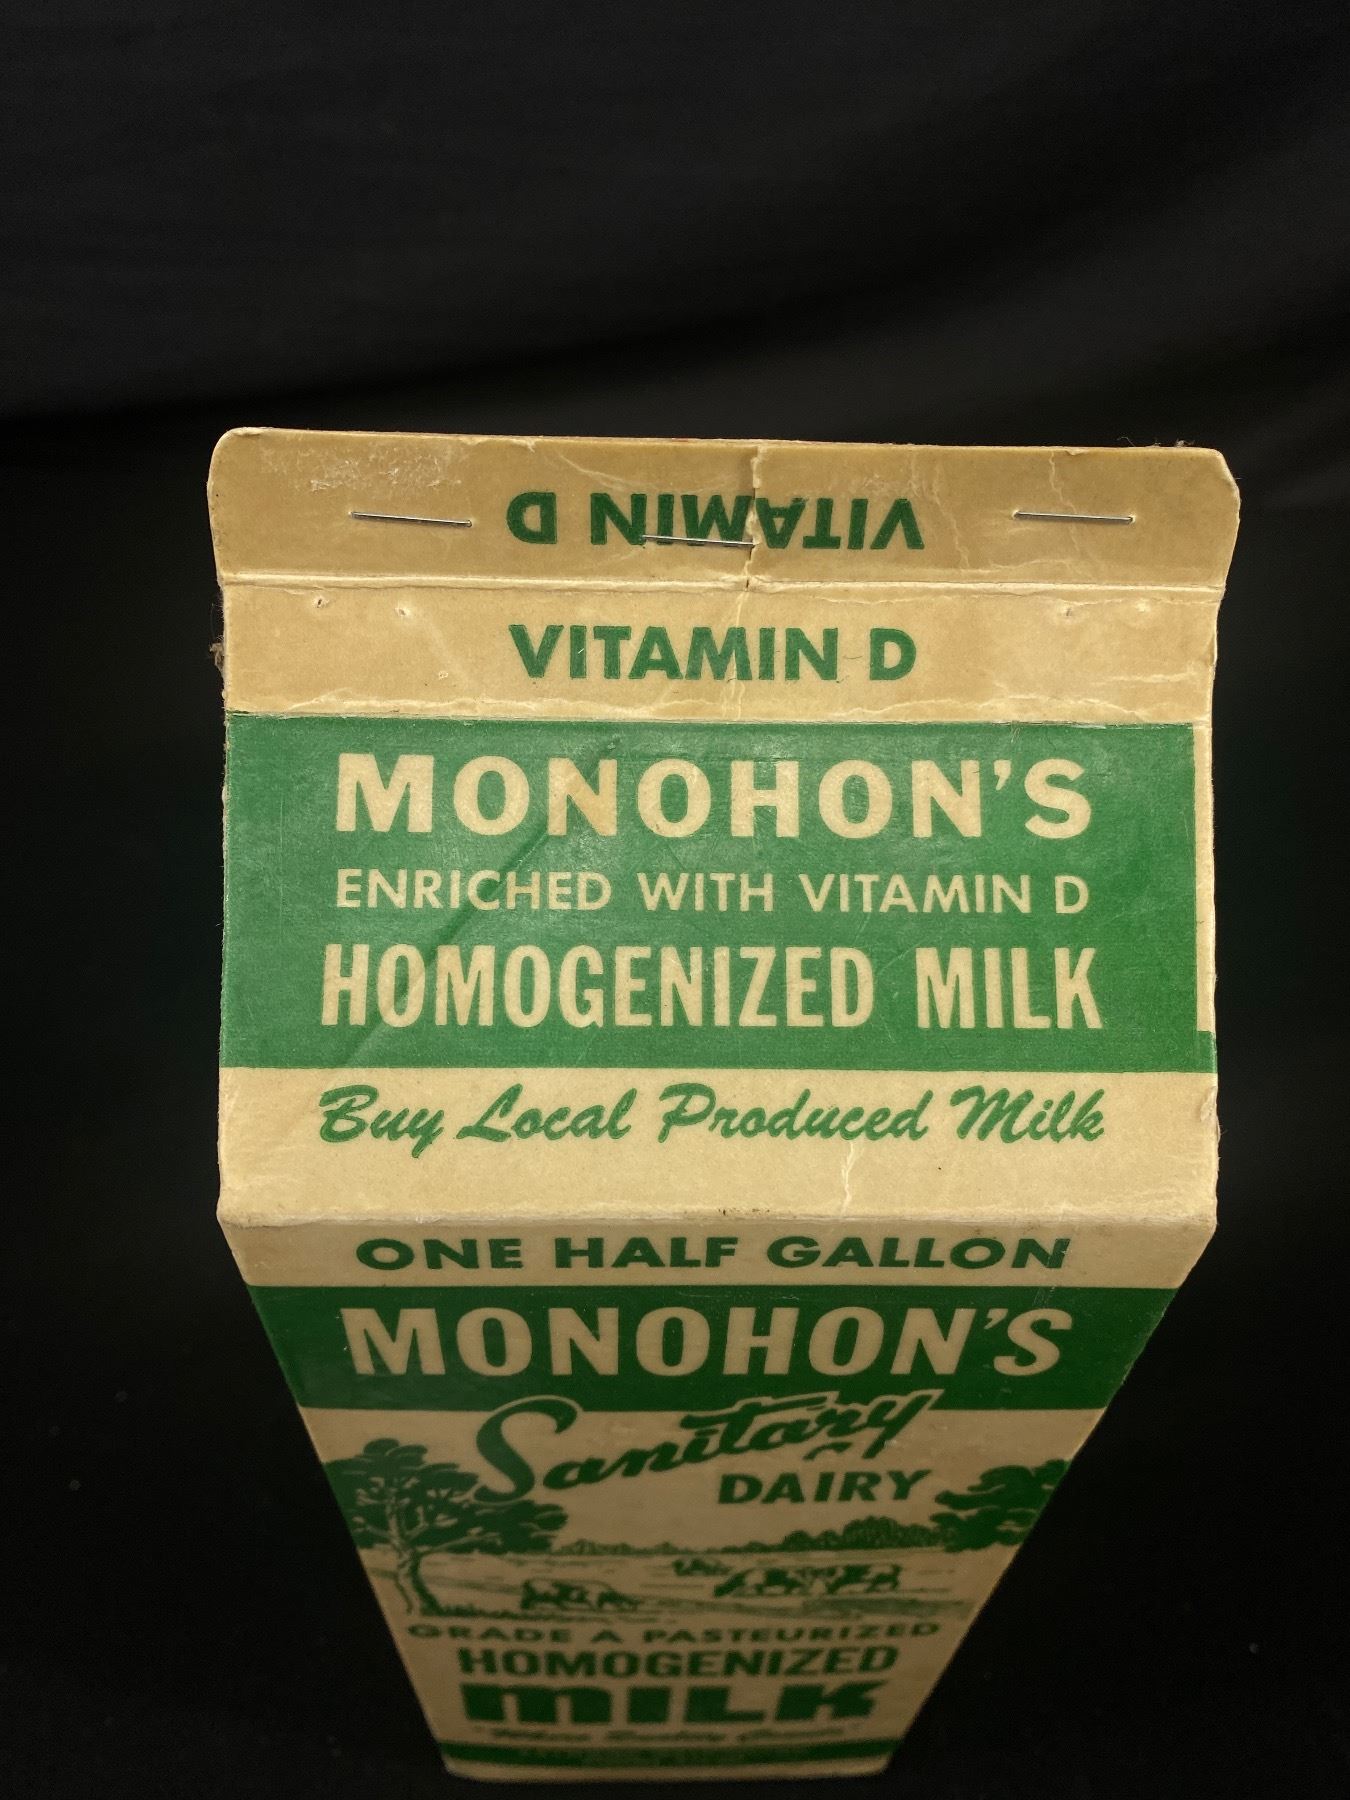 VITAMIN D
VITAMIN D
MONOHON'S
ENRICHED WITH VITAMIN D
HOMOGENIZED MILK
Buy Local Produced Milk
ONE HALF GALLON
MONOHON'S
Sanitary
DAIRY
GRADE A PASTEURIZED
HOMOGENIZED
MILK